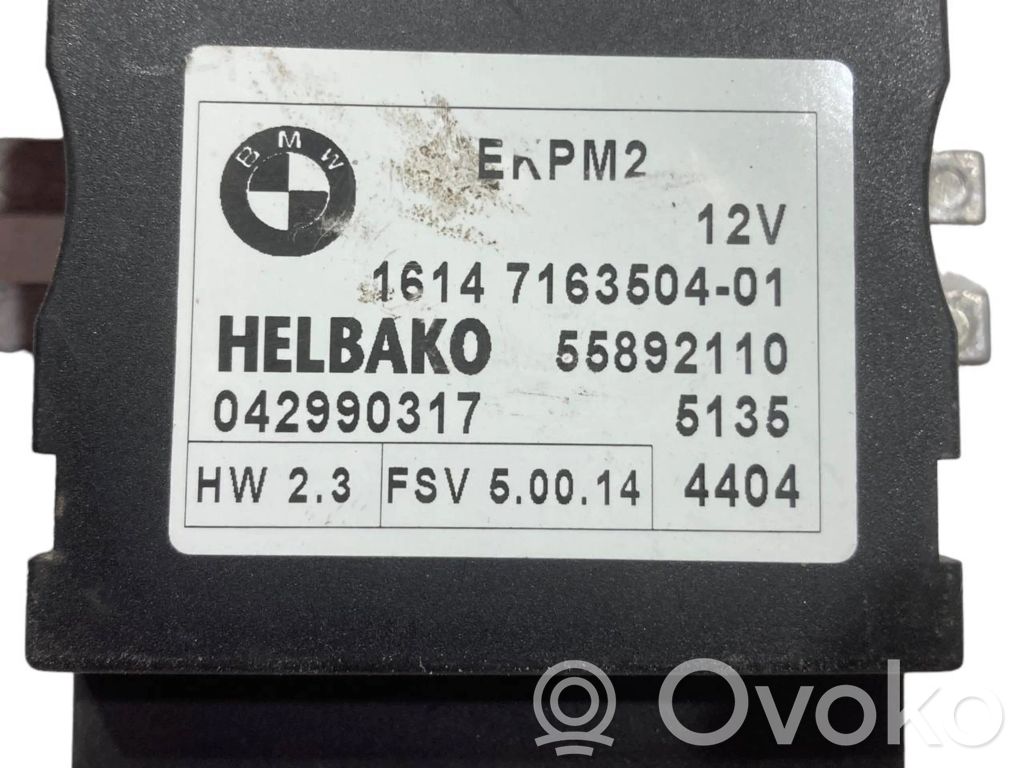 BMW
EKPM2
12V
1614 7163504-01
HELBAKO 55892110
042990317 5135
HW 2.3 FSV 5.00.14 4404
Ovoko